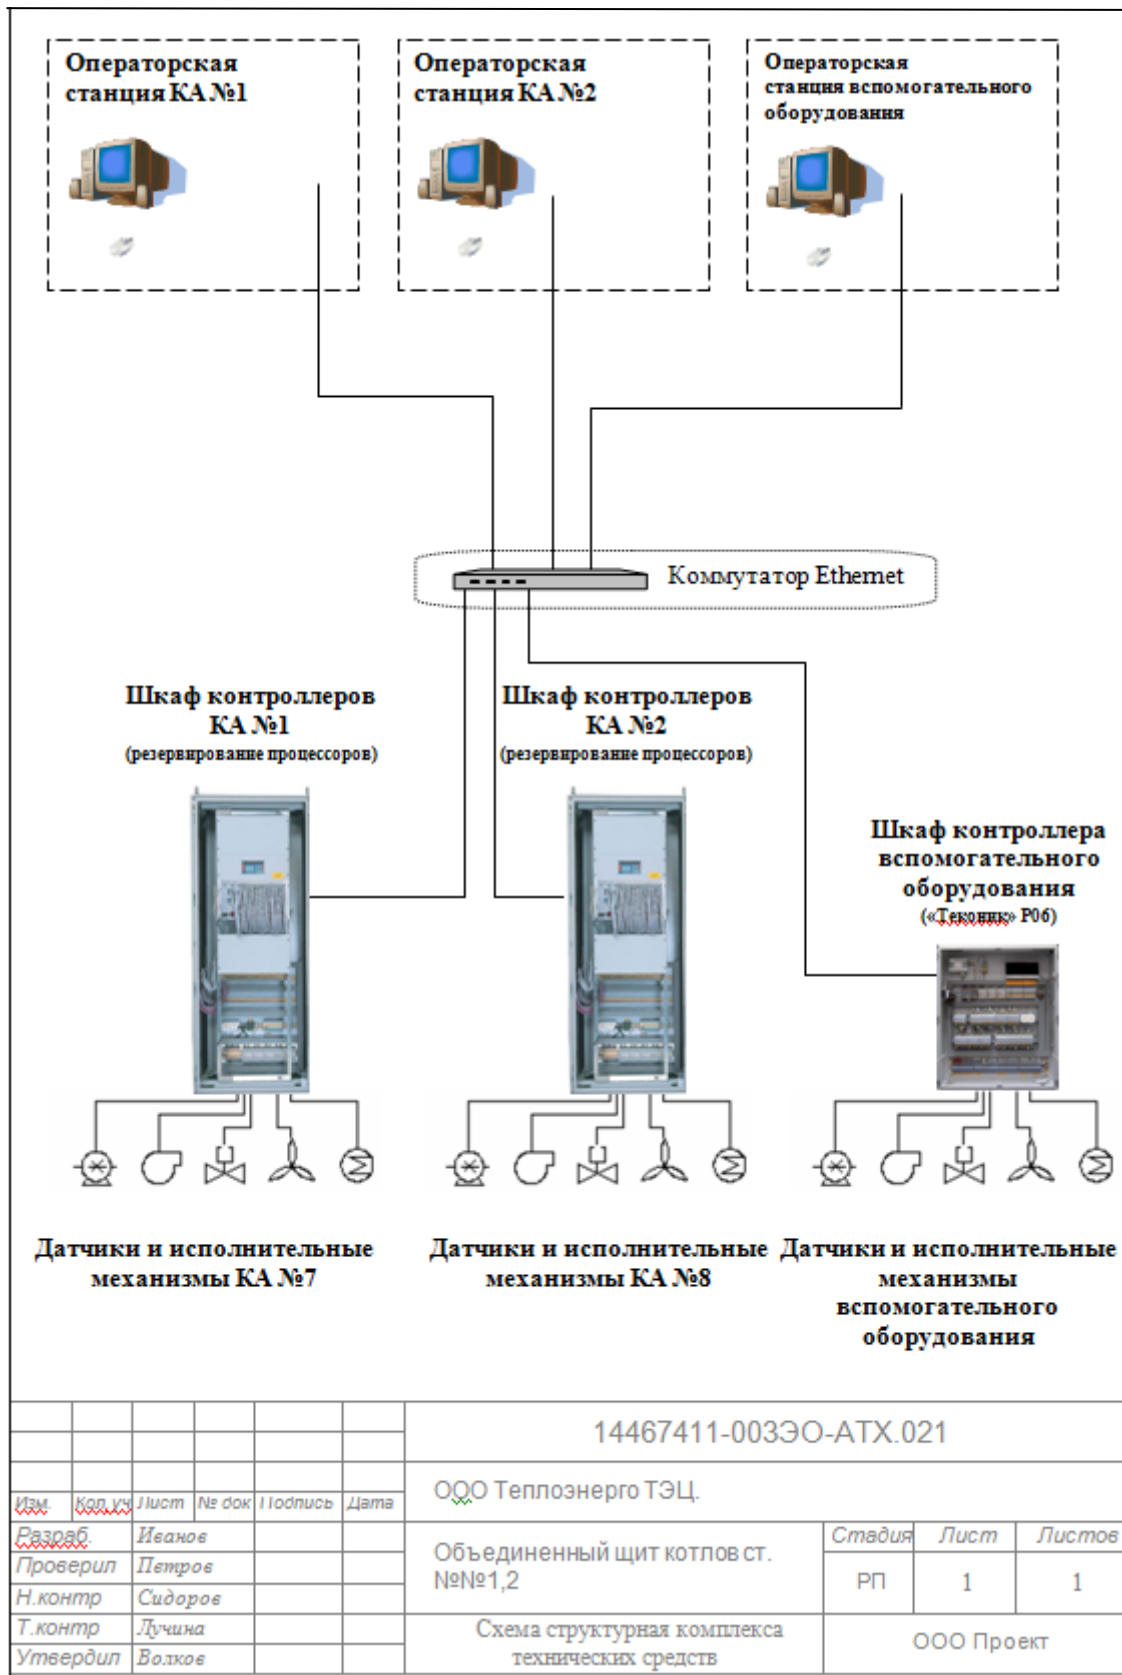 Операторская
станция КА №1
Операторская
станция КА №2
Операторская
станция вспомогательного
оборудования
Коммутатор Ethernet
Шкаф контроллеров
КА №1
(резервирование процессоров)
Шкаф контроллеров
КА №2
(резервирование процессоров)
Шкаф контроллера
вспомогательного
оборудования
(«Теконик» Р06)
Датчики и исполнительные
механизмы КА №7
Датчики и исполнительные
механизмы КА №8
Датчики и исполнительные
механизмы
вспомогательного
оборудования
14467411-003ЭО-АТХ.021
ООО Теплоэнерго ТЭЦ.
Изм. Кол.уч Лист № док Подпись Дата
Разраб. Иванов
Проверил Петров
Н.контр Сидоров
Т.контр Лучина
Утвердил Волков
Объединенный щит котлов ст.
№№1,2
Стадия Лист Листов
РП 1 1
Схема структурная комплекса
технических средств
ООО Проект